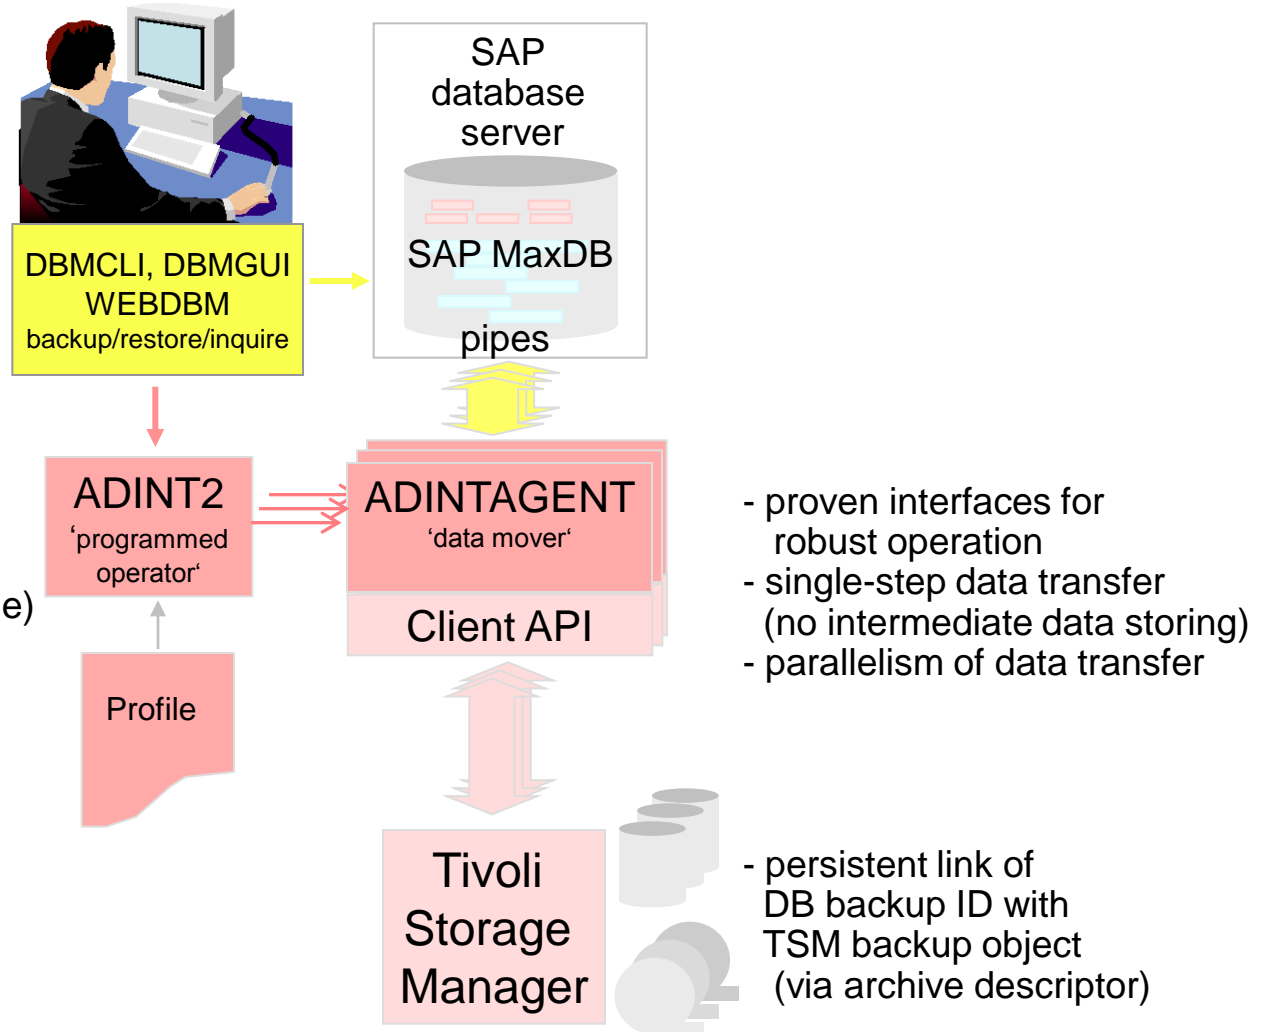 SAP
database
server
SAP MaxDB
pipes
DBMCLI, DBMGUI
WEBDBM
backup/restore/inquire
ADINT2
‘programmed
operator‘
ADINTAGENT
‘data mover‘
Client API
e)
Profile
- proven interfaces for
robust operation
- single-step data transfer
(no intermediate data storing)
- parallelism of data transfer
Tivoli
Storage
Manager
- persistent link of
DB backup ID with
TSM backup object
(via archive descriptor)